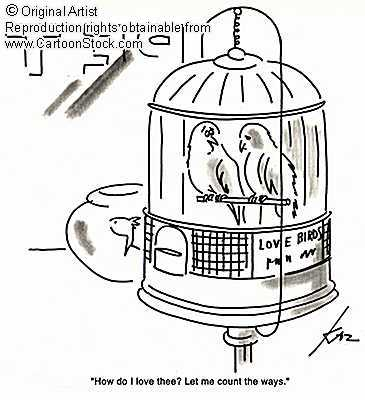 © Original Artist
Reproduction rights obtainable from
www.CartoonStock.com
LOVE BIRDS
"How do I love thee? Let me count the ways."